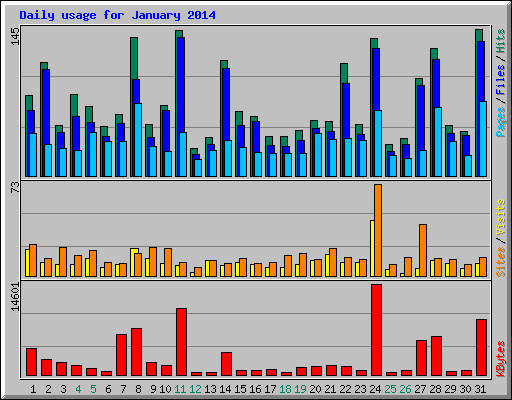 Daily usage for January 2014
145
Pages / Files / Hits
73
Sites / Visits
14601
KBytes
1 2 3 4 5 6 7 8 9 10 11 12 13 14 15 16 17 18 19 20 21 22 23 24 25 26 27 28 29 30 31